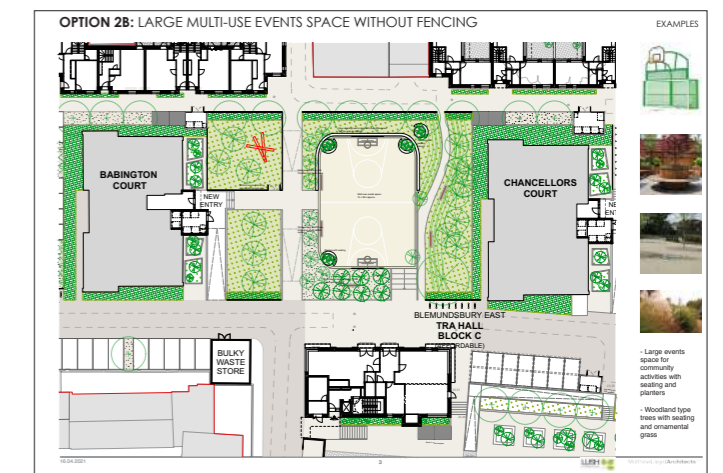 OPTION 2B: LARGE MULTI-USE EVENTS SPACE WITHOUT FENCING
EXAMPLES
BABINGTON
COURT
NEW
ENTRY
CHANCELLORS
COURT
NE
ENT
BLEMUNDSBURY EAST
TRA HALL
BLOCK C
(AFFORDABLE)
BULKY
WASTE
STORE
- Large events
space for
community
activities with
seating and
planters
- Woodland type
trees with seating
and ornamental
grass
16.04.2021
3